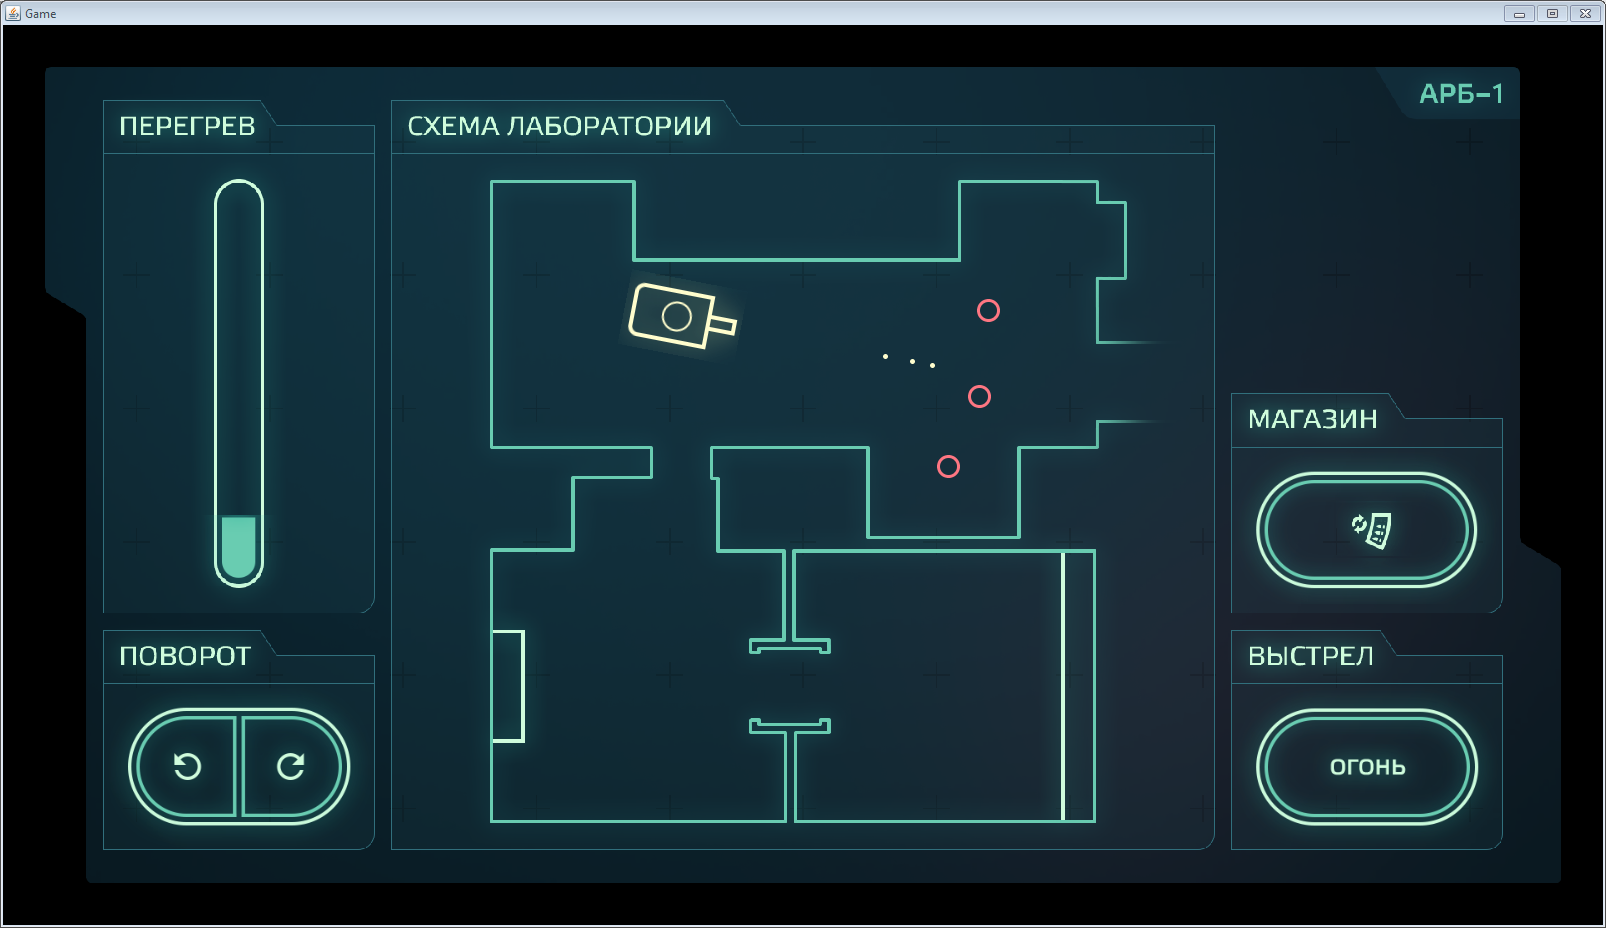 Game
АРБ-1
ПЕРЕГРЕВ
СХЕМА ЛАБОРАТОРИИ
МАГАЗИН
ПОВОРОТ
ВЫСТРЕЛ
ОГОНЬ